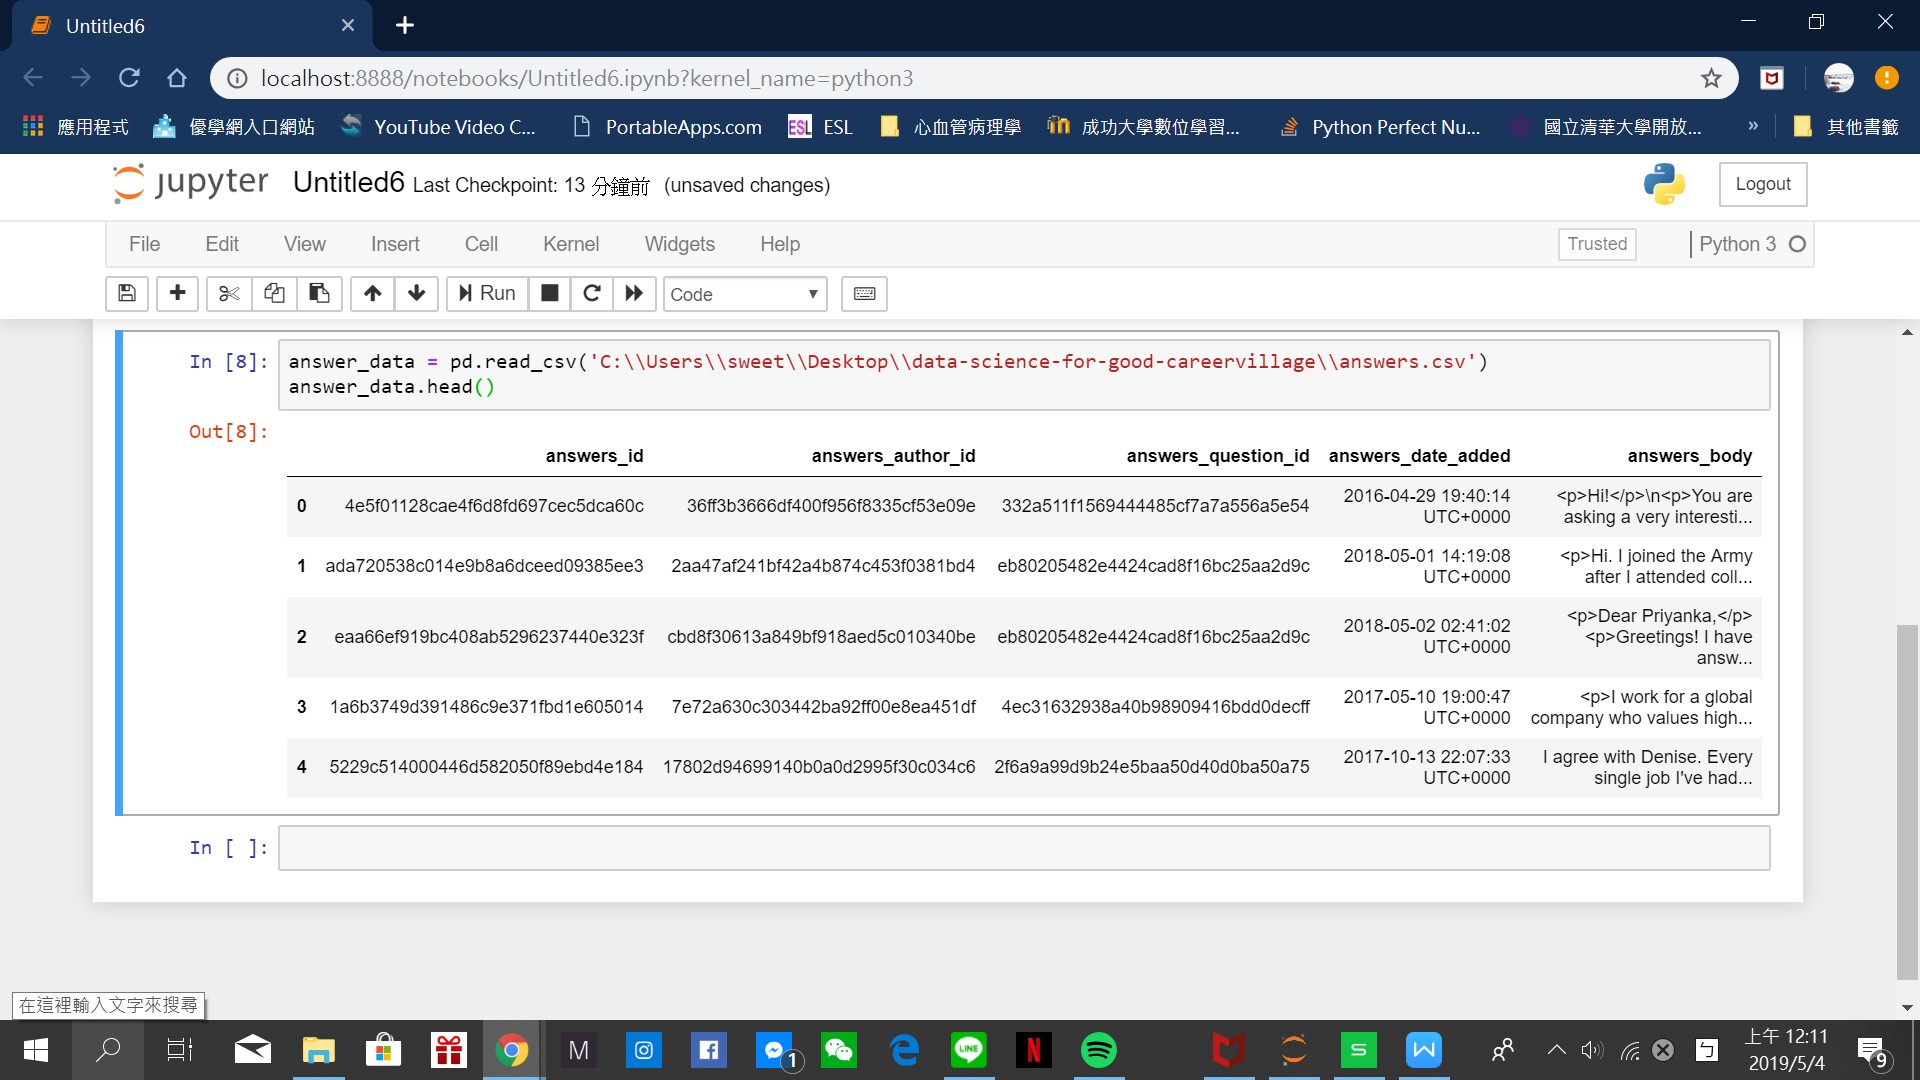 Untitled6
localhost:8888/notebooks/Untitled6.ipynb?kernel_name=python3
應用程式 優學網入口網站 YouTube Video C... PortableApps.com ESL ESL 心血管病理學 成功大學數位學習... Python Perfect Nu... 國立清華大學開放... » 其他書籤
jupyter Untitled6 Last Checkpoint: 13 分鐘前 (unsaved changes) Logout
File Edit View Insert Cell Kernel Widgets Help Trusted Python 3
Run Code
In [8]: answer_data = pd.read_csv('C:\\Users\\sweet\\Desktop\\data-science-for-good-careervillage\\answers.csv')
answer_data.head()
Out[8]:
answers_id answers_author_id answers_question_id answers_date_added answers_body
0 4e5f01128cae4f6d8fd697cec5dca60c 36ff3b3666df400f956f8335cf53e09e 332a511f1569444485cf7a7a556a5e54 2016-04-29 19:40:14 UTC+0000 <p>Hi!</p>\n<p>You are asking a very interesti...
1 ada720538c014e9b8a6dceed09385ee3 2aa47af241bf42a4b874c453f0381bd4 eb80205482e4424cad8f16bc25aa2d9c 2018-05-01 14:19:08 UTC+0000 <p>Hi. I joined the Army after I attended coll...
2 eaa66ef919bc408ab5296237440e323f cbd8f30613a849bf918aed5c010340be eb80205482e4424cad8f16bc25aa2d9c 2018-05-02 02:41:02 UTC+0000 <p>Dear Priyanka,</p> <p>Greetings! I have answ...
3 1a6b3749d391486c9e371fbd1e605014 7e72a630c303442ba92ff00e8ea451df 4ec31632938a40b98909416bdd0decff 2017-05-10 19:00:47 UTC+0000 <p>I work for a global company who values high...
4 5229c514000446d582050f89ebd4e184 17802d94699140b0a0d2995f30c034c6 2f6a9a99d9b24e5baa50d40d0ba50a75 2017-10-13 22:07:33 UTC+0000 I agree with Denise. Every single job I've had...
In [ ]:
在這裡輸入文字來搜尋
M 1 LINE N S W ㄅ 上午 12:11
2019/5/4
9